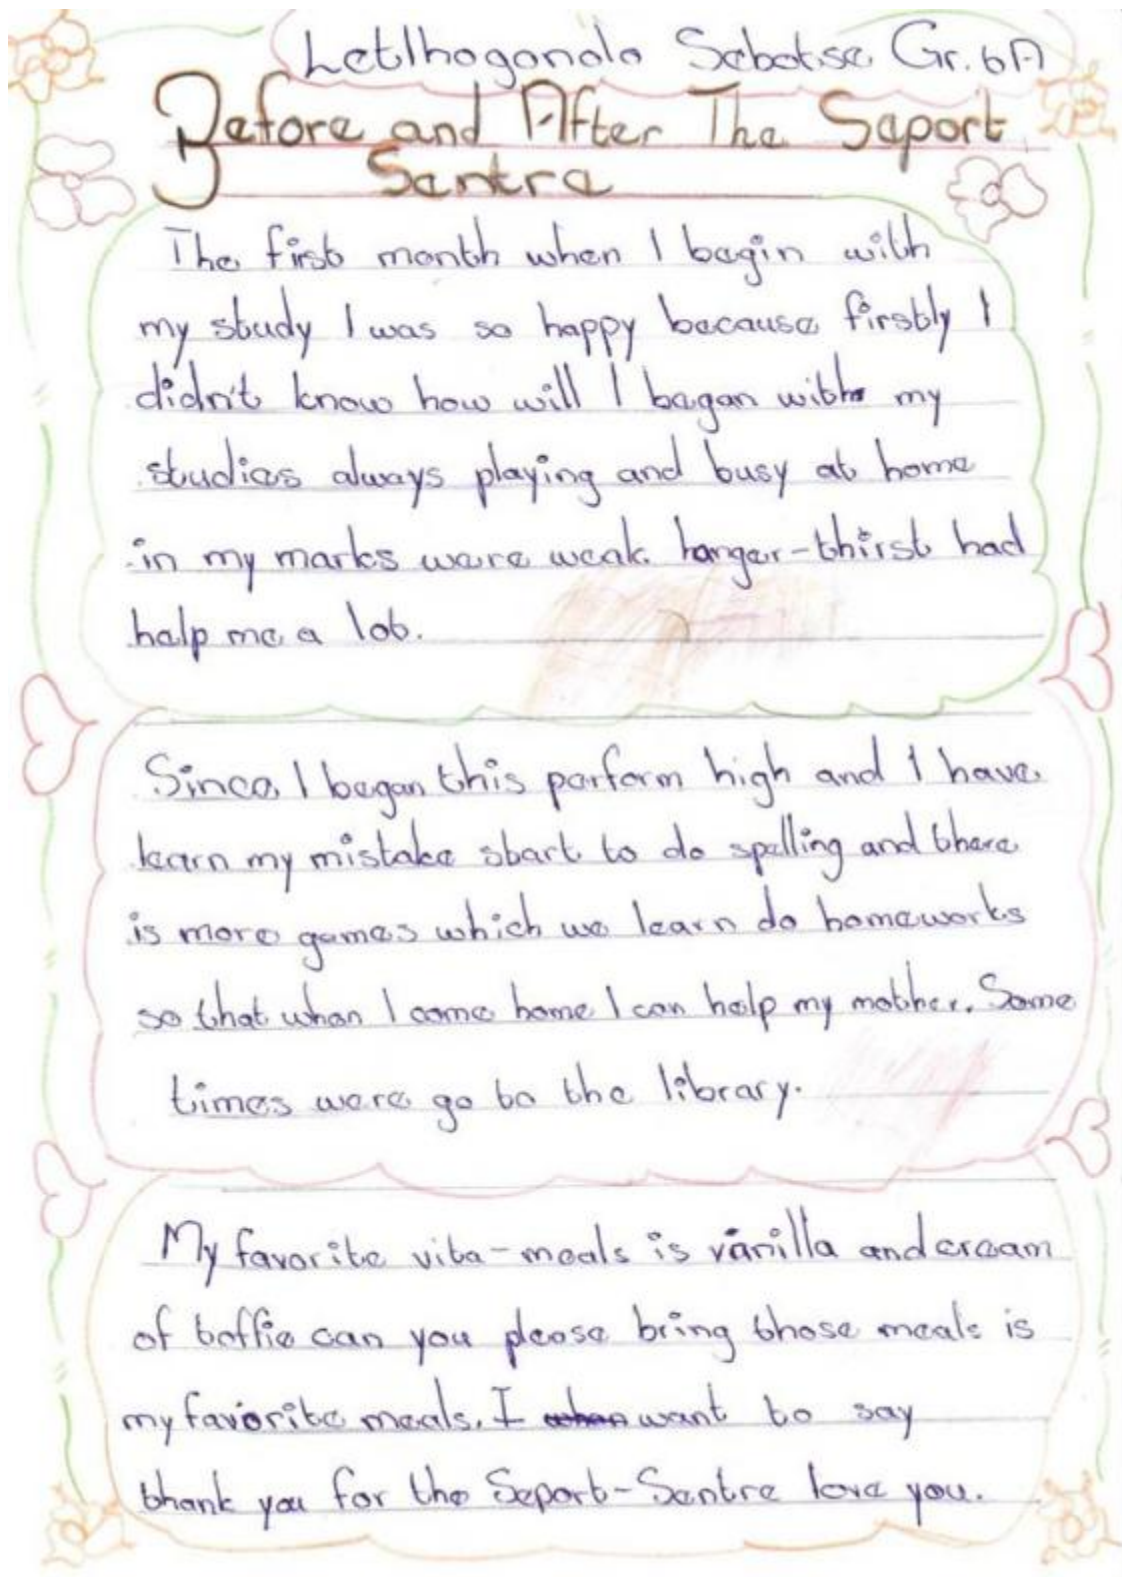 Letlhogonolo Sebotse Gr. 6A
Before and After The Seport
Sentre
The first month when I begin with
my study I was so happy because firstly I
didn't know how will I began with my
studies always playing and busy at home
in my marks were weak. hanger-thirst had
help me a lot.
Since I began this perform high and I have
learn my mistake start to do spelling and there
is more games which we learn do homeworks
so that when I come home I can help my mother. Some
times were go to the library.
My favorite vita-meals is vanilla and cream
of toffie can you please bring those meals is
my favorite meals. I when want to say
thank you for the Seport-Sentre love you.